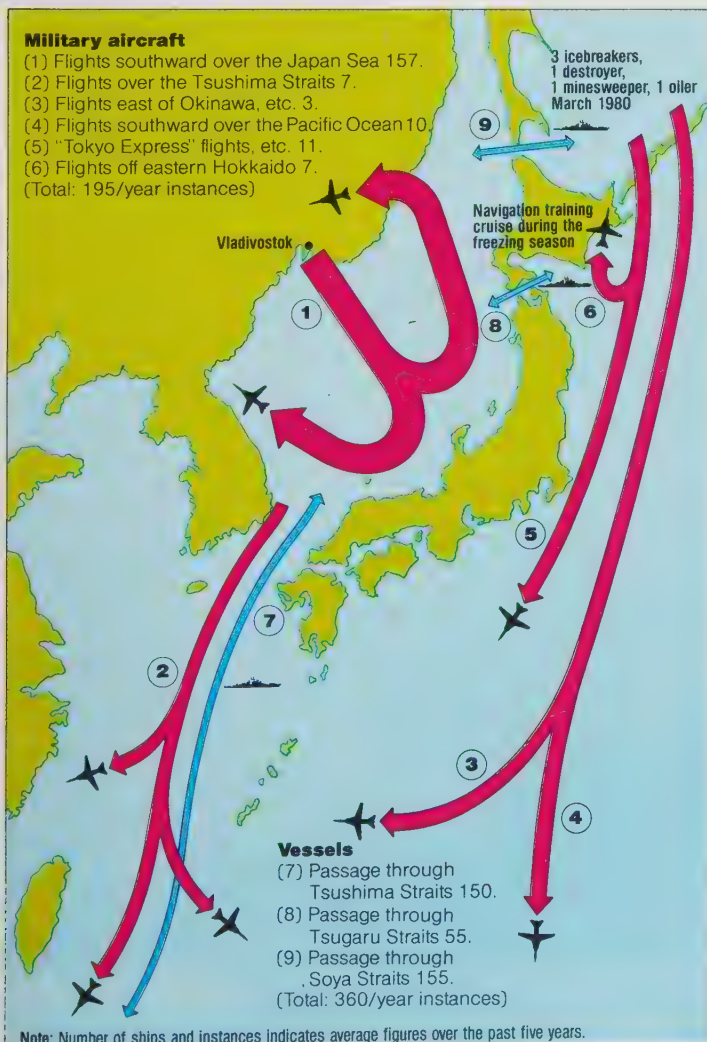 Military aircraft
(1) Flights southward over the Japan Sea 157.
(2) Flights over the Tsushima Straits 7.
(3) Flights east of Okinawa, etc. 3.
(4) Flights southward over the Pacific Ocean 10
(5) "Tokyo Express" flights, etc. 11.
(6) Flights off eastern Hokkaido 7.
(Total: 195/year instances)
3 icebreakers,
1 destroyer,
1 minesweeper, 1 oiler
March 1980
9
Navigation training
cruise during the
freezing season
Vladivostok
1
8
6
5
7
2
3
4
Vessels
(7) Passage through
Tsushima Straits 150.
(8) Passage through
Tsugaru Straits 55.
(9) Passage through
Soya Straits 155.
(Total: 360/year instances)
Note: Number of ships and instances indicates average figures over the past five years.